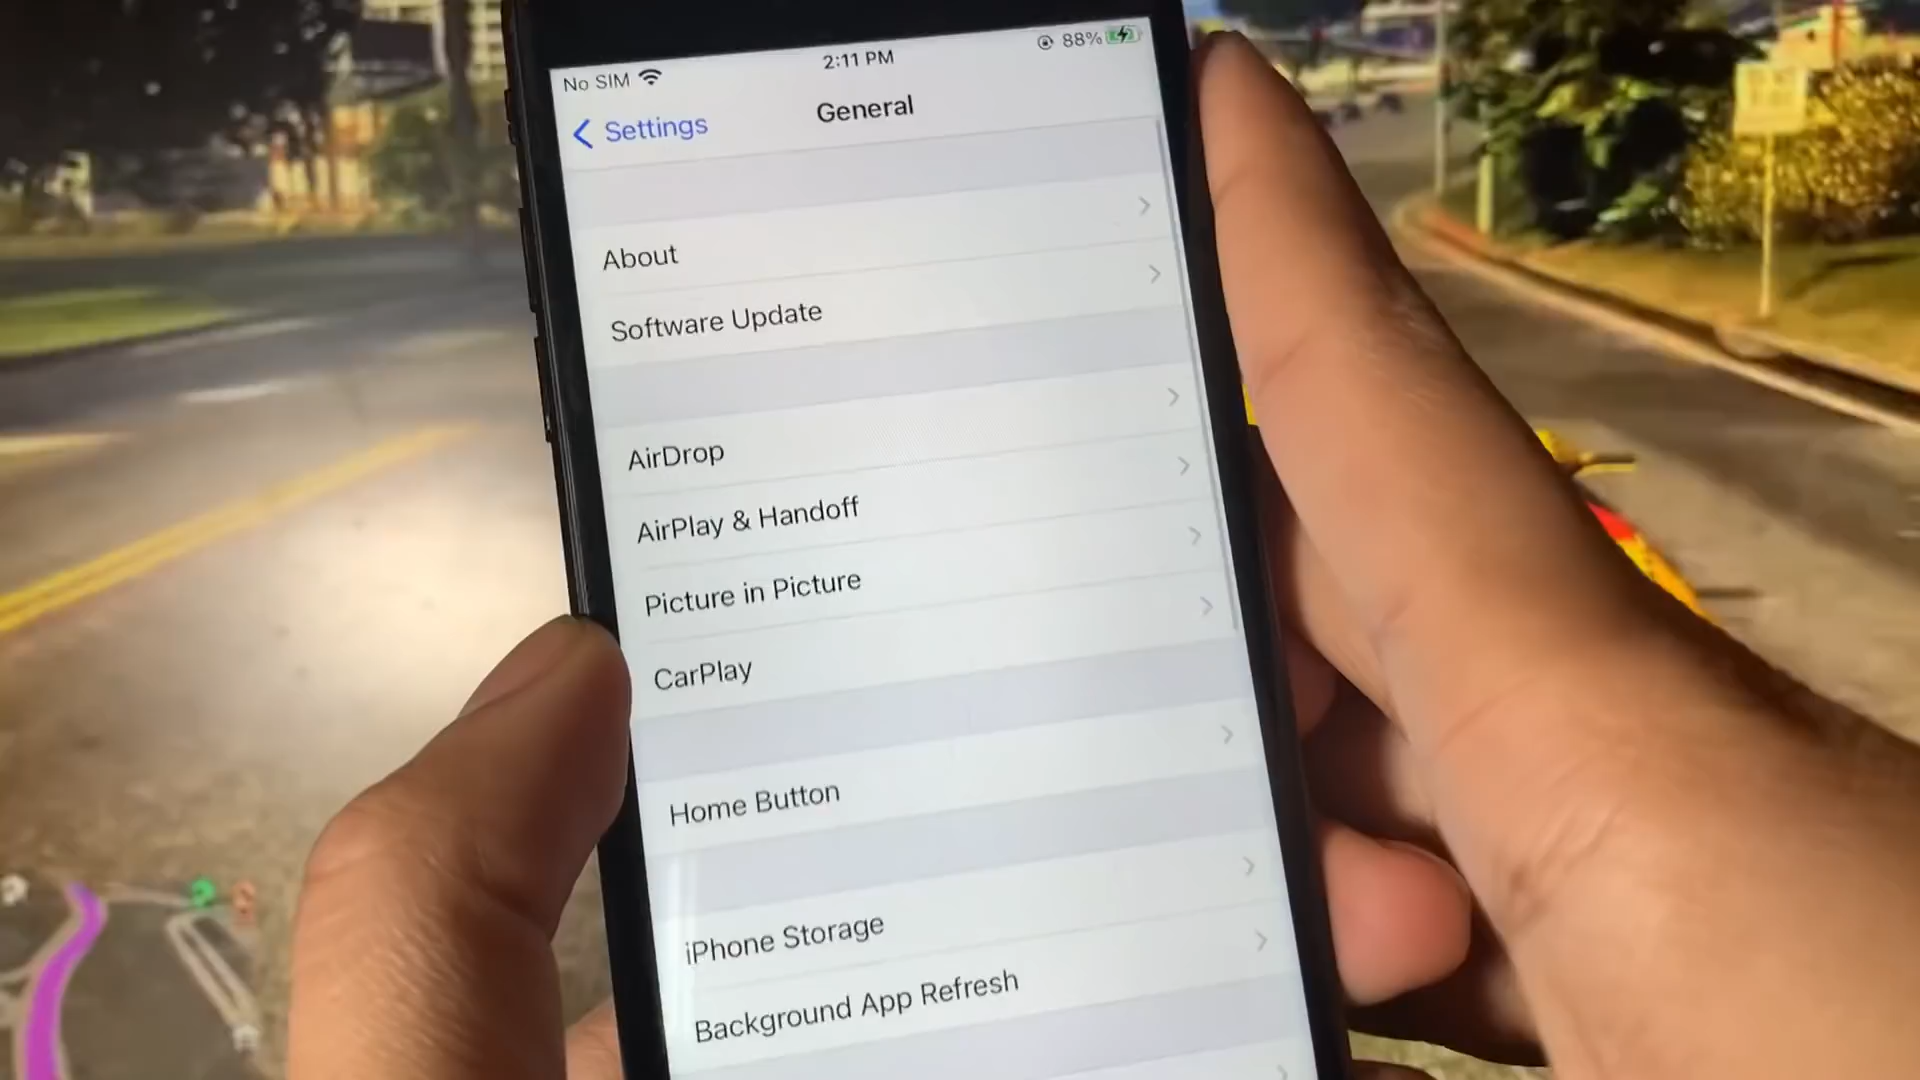 No SIM 2:11 PM 88%
Settings General
About
Software Update
AirDrop
AirPlay & Handoff
Picture in Picture
CarPlay
Home Button
iPhone Storage
Background App Refresh